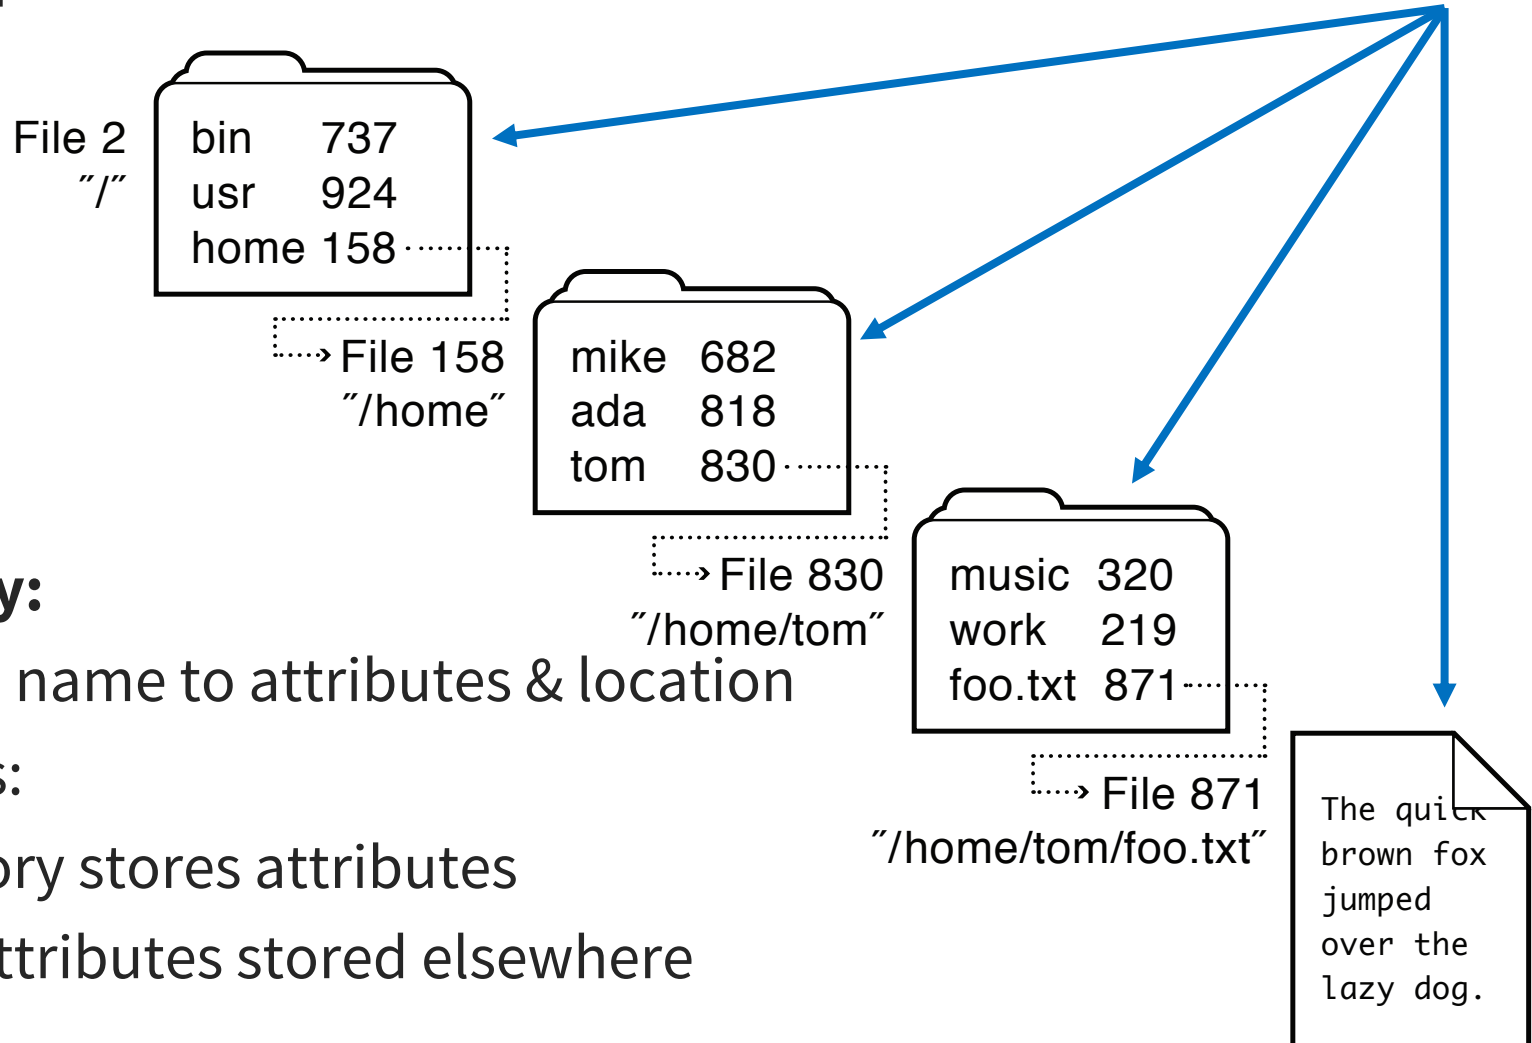 File 2
"/"
bin 737
usr 924
home 158
File 158
"/home"
mike 682
ada 818
tom 830
File 830
"/home/tom"
music 320
work 219
foo.txt 871
File 871
"/home/tom/foo.txt"
The quick
brown fox
jumped
over the
lazy dog.
y:
name to attributes & location
s:
ory stores attributes
ttributes stored elsewhere